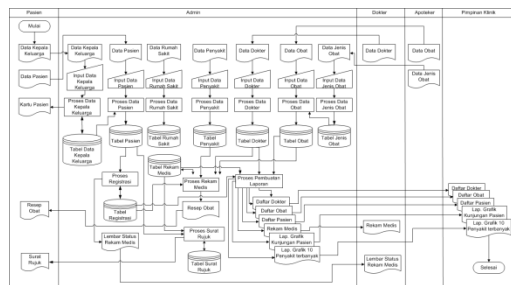 Pasien
Admin
Dokter
Apoteker
Pimpinan Klinik
Mulai
Data Kepala
Keluarga
Data Kepala
Keluarga
Data Pasien
Data Rumah
Sakit
Data Penyakit
Data Dokter
Data Obat
Data Jenis
Obat
Data Dokter
Data Obat
Data Pasien
Input Data
Kepala
Keluarga
Input Data
Pasien
Input Data
Rumah Sakit
Input Data
Penyakit
Input Data
Dokter
Input Data
Obat
Input Data
Jenis Obat
Data Jenis
Obat
Kartu Pasien
Proses Data
Kepala
Keluarga
Proses Data
Pasien
Proses Data
Rumah Sakit
Proses Data
Penyakit
Proses Data
Dokter
Proses Data
Obat
Proses Data
Jenis Obat
Tabel Data
Kepala
Keluarga
Tabel Pasien
Tabel Rumah
Sakit
Tabel
Penyakit
Tabel Dokter
Tabel Obat
Tabel Jenis
Obat
Tabel Rekam
Medis
Proses
Registrasi
Proses Rekam
Medis
Proses Pembuatan
Laporan
Resep
Obat
Tabel
Registrasi
Resep Obat
Daftar Dokter
Daftar Obat
Daftar Pasien
Rekam Medis
Lap. Grafik
Kunjungan Pasien
Lap. Grafik 10
Penyakit terbanyak
Rekam Medis
Daftar Dokter
Daftar Obat
Daftar Pasien
Lap. Grafik
Kunjungan Pasien
Lap. Grafik 10
Penyakit terbanyak
Lembar Status
Rekam Medis
Proses Surat
Rujuk
Surat
Rujuk
Tabel Surat
Rujuk
Lembar Status
Rekam Medis
Selesai